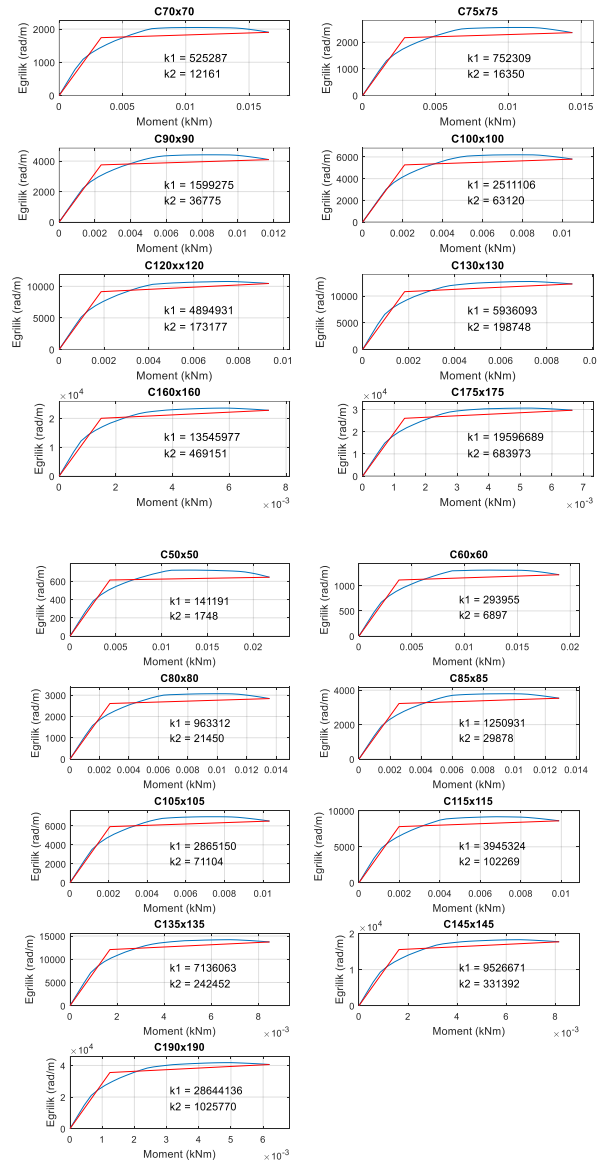 C70x70
Egrilik (rad/m)
2000
1000
0
k1 = 525287
k2 = 12161
0 0.005 0.01 0.015
Moment (kNm)
C75x75
Egrilik (rad/m)
2000
1000
0
k1 = 752309
k2 = 16350
0 0.005 0.01 0.015
Moment (kNm)
C90x90
Egrilik (rad/m)
4000
2000
0
k1 = 1599275
k2 = 36775
0 0.002 0.004 0.006 0.008 0.01 0.012
Moment (kNm)
C100x100
Egrilik (rad/m)
6000
4000
2000
0
k1 = 2511106
k2 = 63120
0 0.002 0.004 0.006 0.008 0.01
Moment (kNm)
C120xx120
Egrilik (rad/m)
10000
5000
0
k1 = 4894931
k2 = 173177
0 0.002 0.004 0.006 0.008 0.01
Moment (kNm)
C130x130
Egrilik (rad/m)
10000
5000
0
k1 = 5936093
k2 = 198748
0 0.002 0.004 0.006 0.008 0.0
Moment (kNm)
C160x160
×10^4
Egrilik (rad/m)
2
1
0
k1 = 13545977
k2 = 469151
0 2 4 6 8
Moment (kNm)
×10^-3
C175x175
×10^4
Egrilik (rad/m)
3
2
1
0
k1 = 19596689
k2 = 683973
0 1 2 3 4 5 6 7
Moment (kNm)
×10^-3
C50x50
Egrilik (rad/m)
600
400
200
0
k1 = 141191
k2 = 1748
0 0.005 0.01 0.015 0.02
Moment (kNm)
C60x60
Egrilik (rad/m)
1000
500
0
k1 = 293955
k2 = 6897
0 0.005 0.01 0.015 0.02
Moment (kNm)
C80x80
Egrilik (rad/m)
3000
2000
1000
0
k1 = 963312
k2 = 21450
0 0.002 0.004 0.006 0.008 0.01 0.012 0.014
Moment (kNm)
C85x85
Egrilik (rad/m)
4000
2000
0
k1 = 1250931
k2 = 29878
0 0.002 0.004 0.006 0.008 0.01 0.012 0.014
Moment (kNm)
C105x105
Egrilik (rad/m)
6000
4000
2000
0
k1 = 2865150
k2 = 71104
0 0.002 0.004 0.006 0.008 0.01
Moment (kNm)
C115x115
Egrilik (rad/m)
10000
5000
0
k1 = 3945324
k2 = 102269
0 0.002 0.004 0.006 0.008 0.01
Moment (kNm)
C135x135
Egrilik (rad/m)
15000
10000
5000
0
k1 = 7136063
k2 = 242452
0 2 4 6 8
Moment (kNm)
×10^-3
C145x145
×10^4
Egrilik (rad/m)
2
1
0
k1 = 9526671
k2 = 331392
0 2 4 6 8
Moment (kNm)
×10^-3
C190x190
×10^4
Egrilik (rad/m)
4
2
0
k1 = 28644136
k2 = 1025770
0 1 2 3 4 5 6
Moment (kNm)
×10^-3